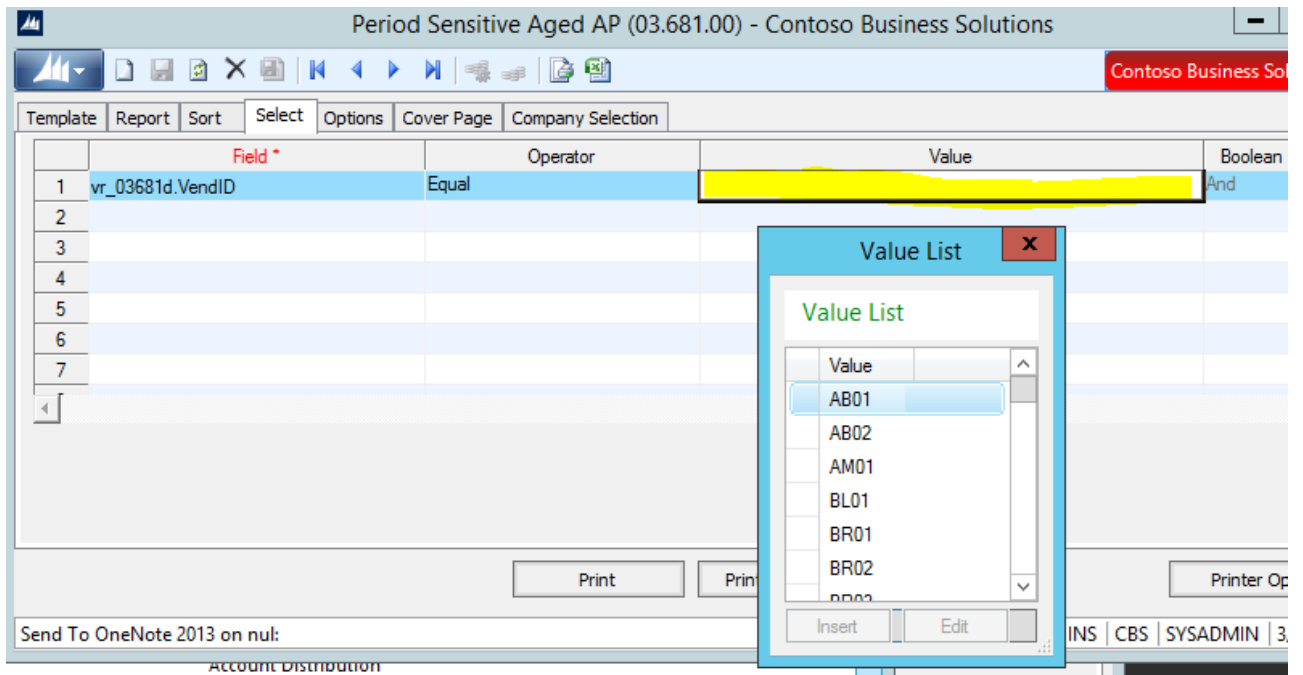 Period Sensitive Aged AP (03.681.00) - Contoso Business Solutions
Contoso Business Sol
Template Report Sort Select Options Cover Page Company Selection
Field * Operator Value Boolean
1 vr_03681d.VendID Equal And
2
3
4
5
6
7
Value List
Value List
Value
AB01
AB02
AM01
BL01
BR01
BR02
Insert Edit
Print Prin Printer Op
Send To OneNote 2013 on nul: INS CBS SYSADMIN 3
Account Distribution